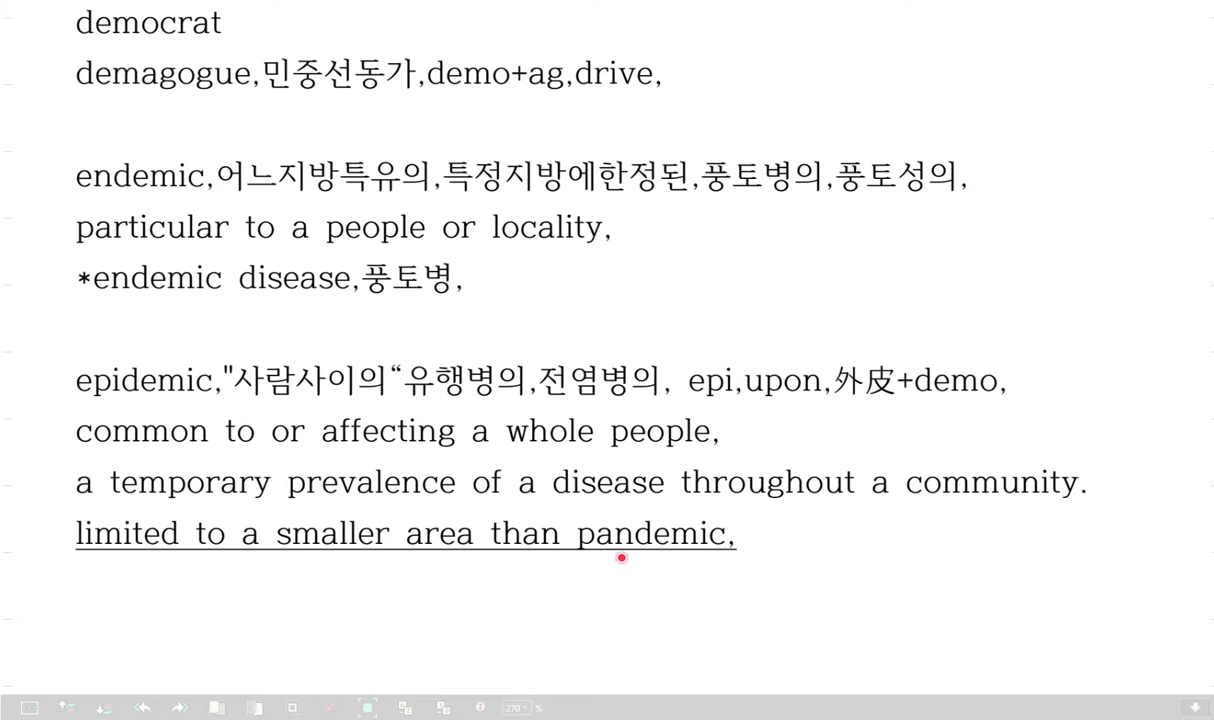 democrat
demagogue,민중선동가,demo+ag,drive,
endemic,어느지방특유의,특정지방에한정된,풍토병의,풍토성의,
particular to a people or locality,
*endemic disease,풍토병,
epidemic,"사람사이의“유행병의,전염병의, epi,upon,外皮+demo,
common to or affecting a whole people,
a temporary prevalence of a disease throughout a community.
limited to a smaller area than pandemic,
270 %